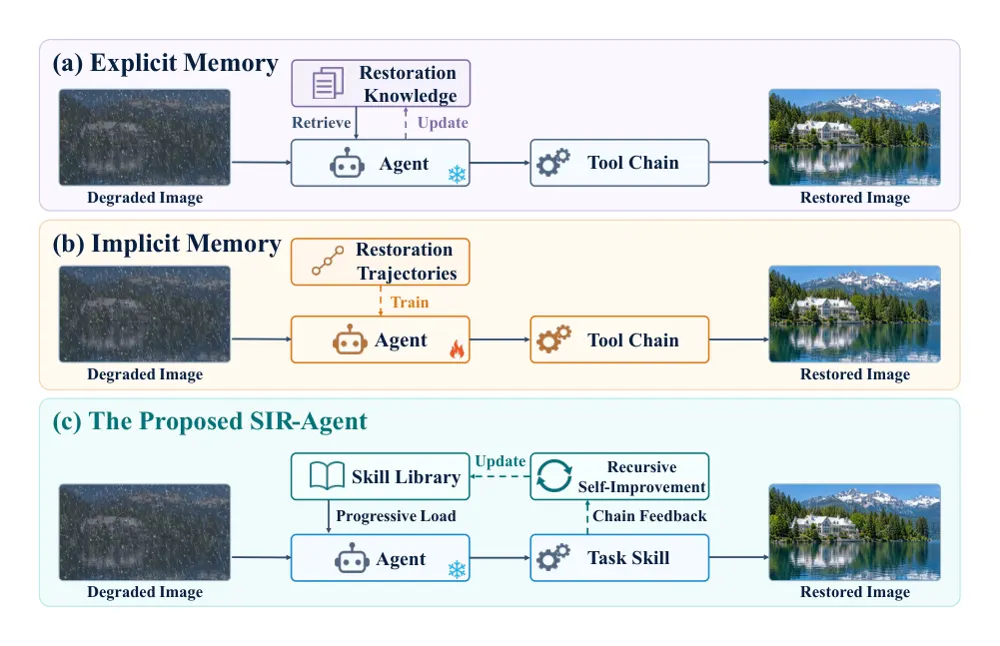 (a) Explicit Memory
Restoration
Knowledge
Retrieve
Update
Agent
Tool Chain
Degraded Image
Restored Image
(b) Implicit Memory
Restoration
Trajectories
Train
Agent
Tool Chain
Degraded Image
Restored Image
(c) The Proposed SIR-Agent
Skill Library
Update
Recursive
Self-Improvement
Progressive Load
Chain Feedback
Agent
Task Skill
Degraded Image
Restored Image